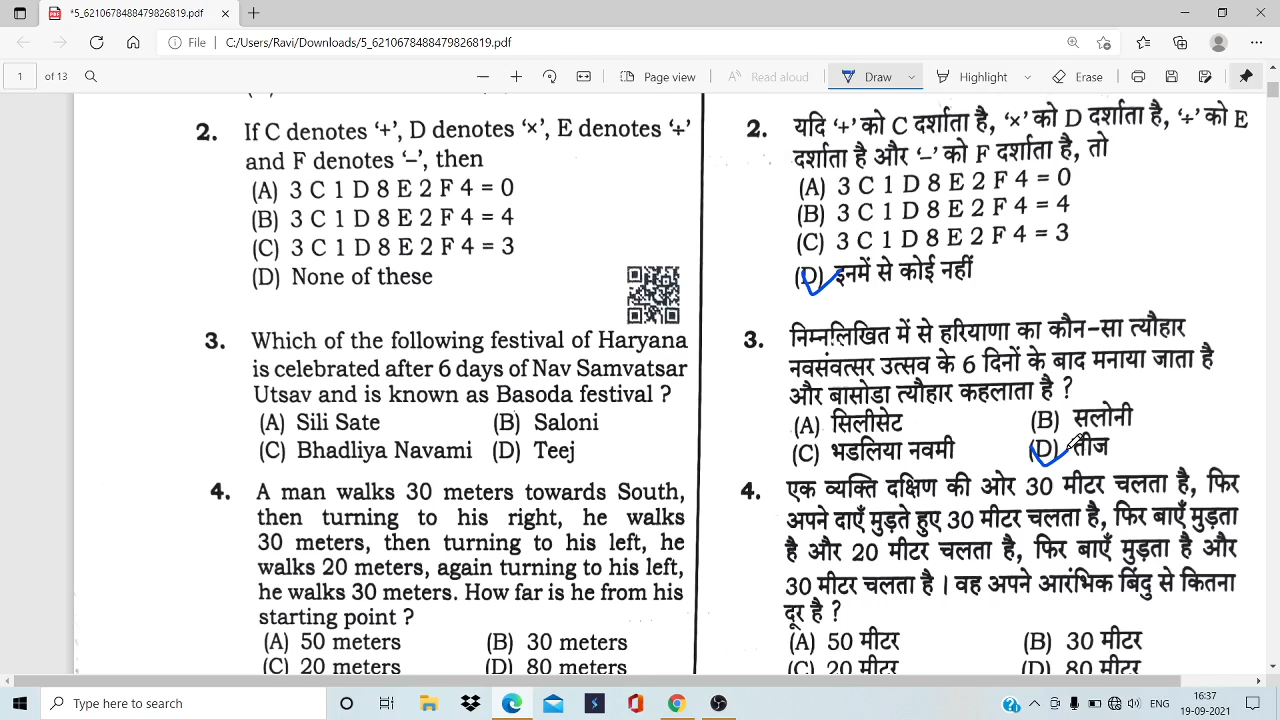 *5_6210678488479826819.pdf
File
C:/Users/Ravi/Downloads/5_6210678488479826819.pdf
1 of 13
Page view
Read aloud
Draw
Highlight
Erase
2. If C denotes ‘+’, D denotes ‘×’, E denotes ‘÷’
and F denotes ‘–’, then
(A) 3 C 1 D 8 E 2 F 4 = 0
(B) 3 C 1 D 8 E 2 F 4 = 4
(C) 3 C 1 D 8 E 2 F 4 = 3
(D) None of these
3. Which of the following festival of Haryana
is celebrated after 6 days of Nav Samvatsar
Utsav and is known as Basoda festival ?
(A) Sili Sate (B) Saloni
(C) Bhadliya Navami (D) Teej
4. A man walks 30 meters towards South,
then turning to his right, he walks
30 meters, then turning to his left, he
walks 20 meters, again turning to his left,
he walks 30 meters. How far is he from his
starting point ?
(A) 50 meters (B) 30 meters
(C) 20 meters (D) 80 meters
2. यदि ‘+’ को C दर्शाता है, ‘×’ को D दर्शाता है, ‘÷’ को E
दर्शाता है और ‘–’ को F दर्शाता है, तो
(A) 3 C 1 D 8 E 2 F 4 = 0
(B) 3 C 1 D 8 E 2 F 4 = 4
(C) 3 C 1 D 8 E 2 F 4 = 3
(D) इनमें से कोई नहीं
3. निम्नलिखित में से हरियाणा का कौन-सा त्यौहार
नवसंवत्सर उत्सव के 6 दिनों के बाद मनाया जाता है
और बासोडा त्यौहार कहलाता है ?
(A) सिलीसेट (B) सलोनी
(C) भडलिया नवमी (D) तीज
4. एक व्यक्ति दक्षिण की ओर 30 मीटर चलता है, फिर
अपने दाएँ मुड़ते हुए 30 मीटर चलता है, फिर बाएँ मुड़ता
है और 20 मीटर चलता है, फिर बाएँ मुड़ता है और
30 मीटर चलता है । वह अपने आरंभिक बिंदु से कितना
दूर है ?
(A) 50 मीटर (B) 30 मीटर
(C) 20 मीटर (D) 80 मीटर
Type here to search
ENG
16:37
19-09-2021